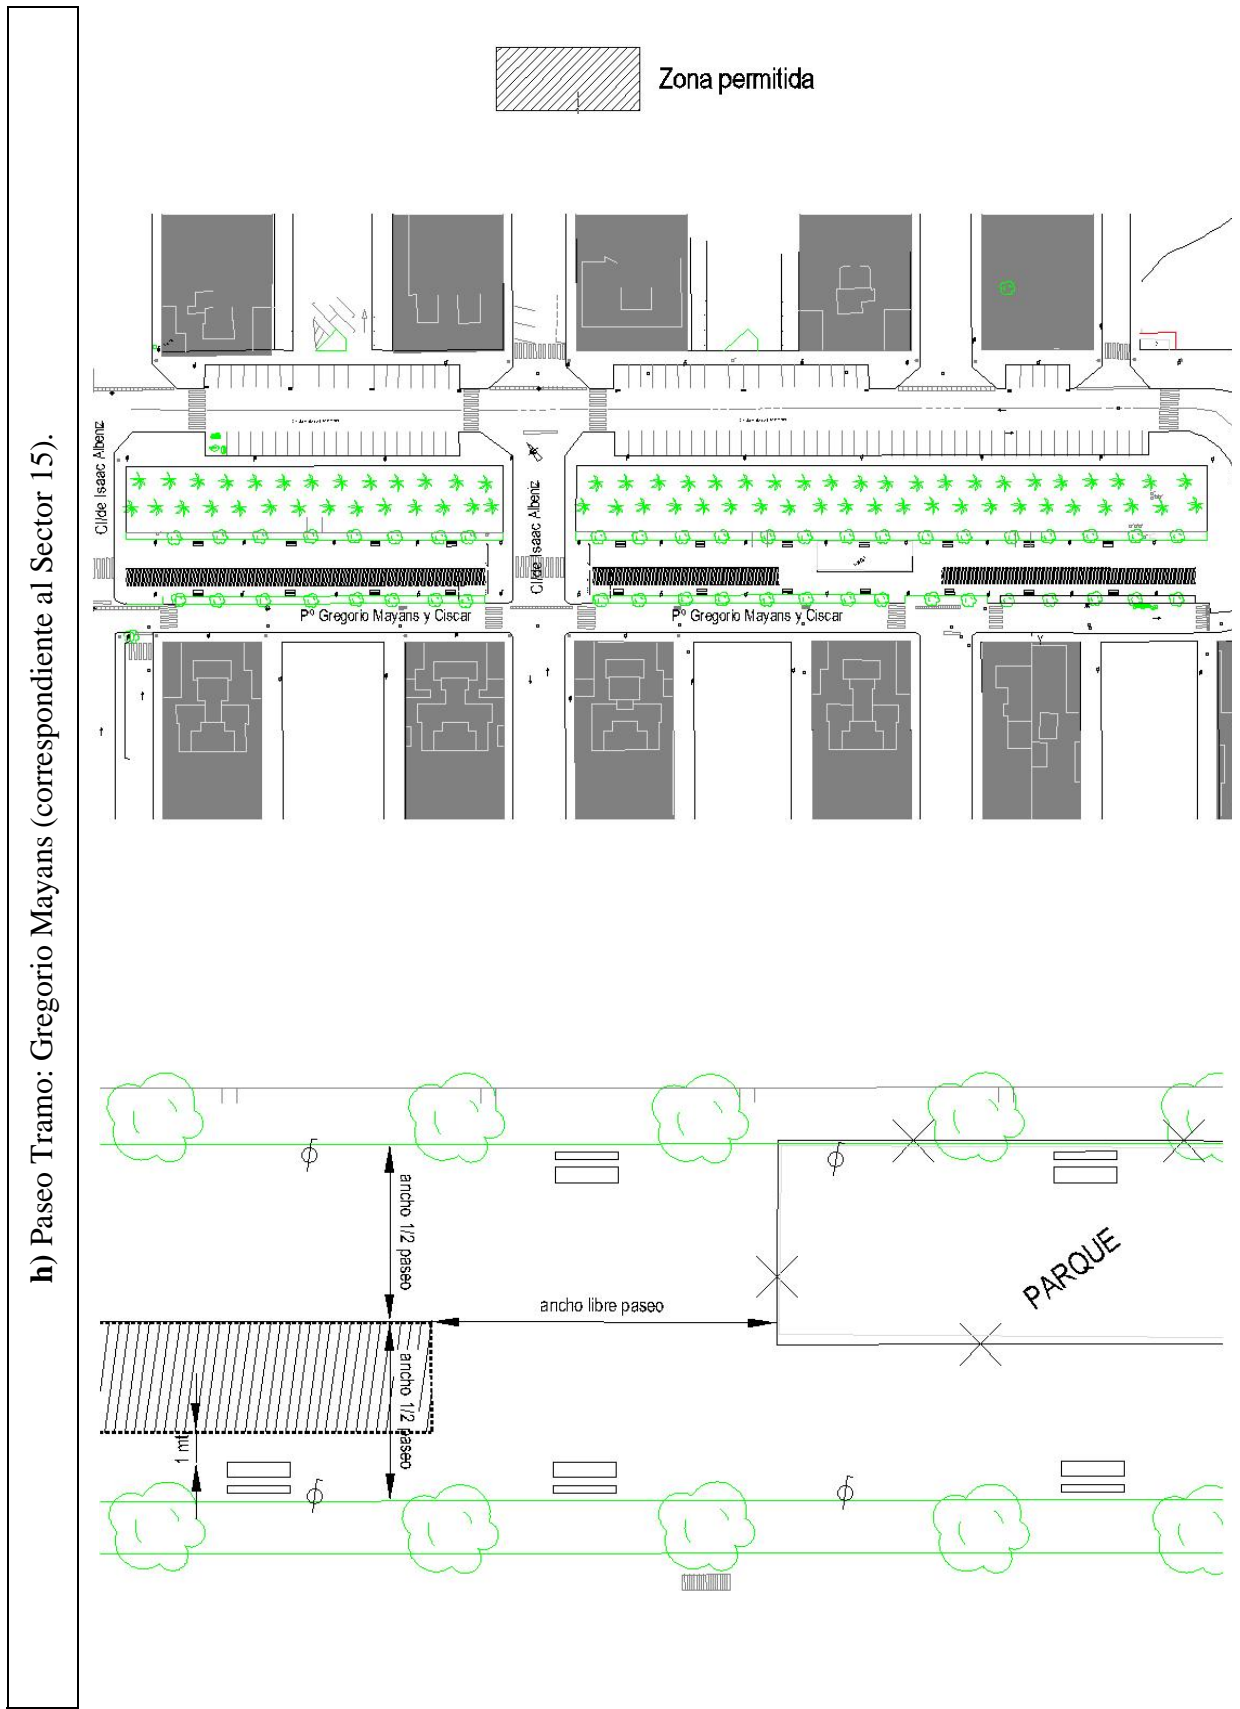 h) Paseo Tramo: Gregorio Mayans (correspondiente al Sector 15).
Zona permitida
Cl/de Isaac Albeniz
Cl/de Isaac Albeniz
Pº Gregorio Mayans y Ciscar
Pº Gregorio Mayans y Ciscar
ancho 1/2 paseo
ancho libre paseo
PARQUE
ancho 1/2 paseo
1 mt